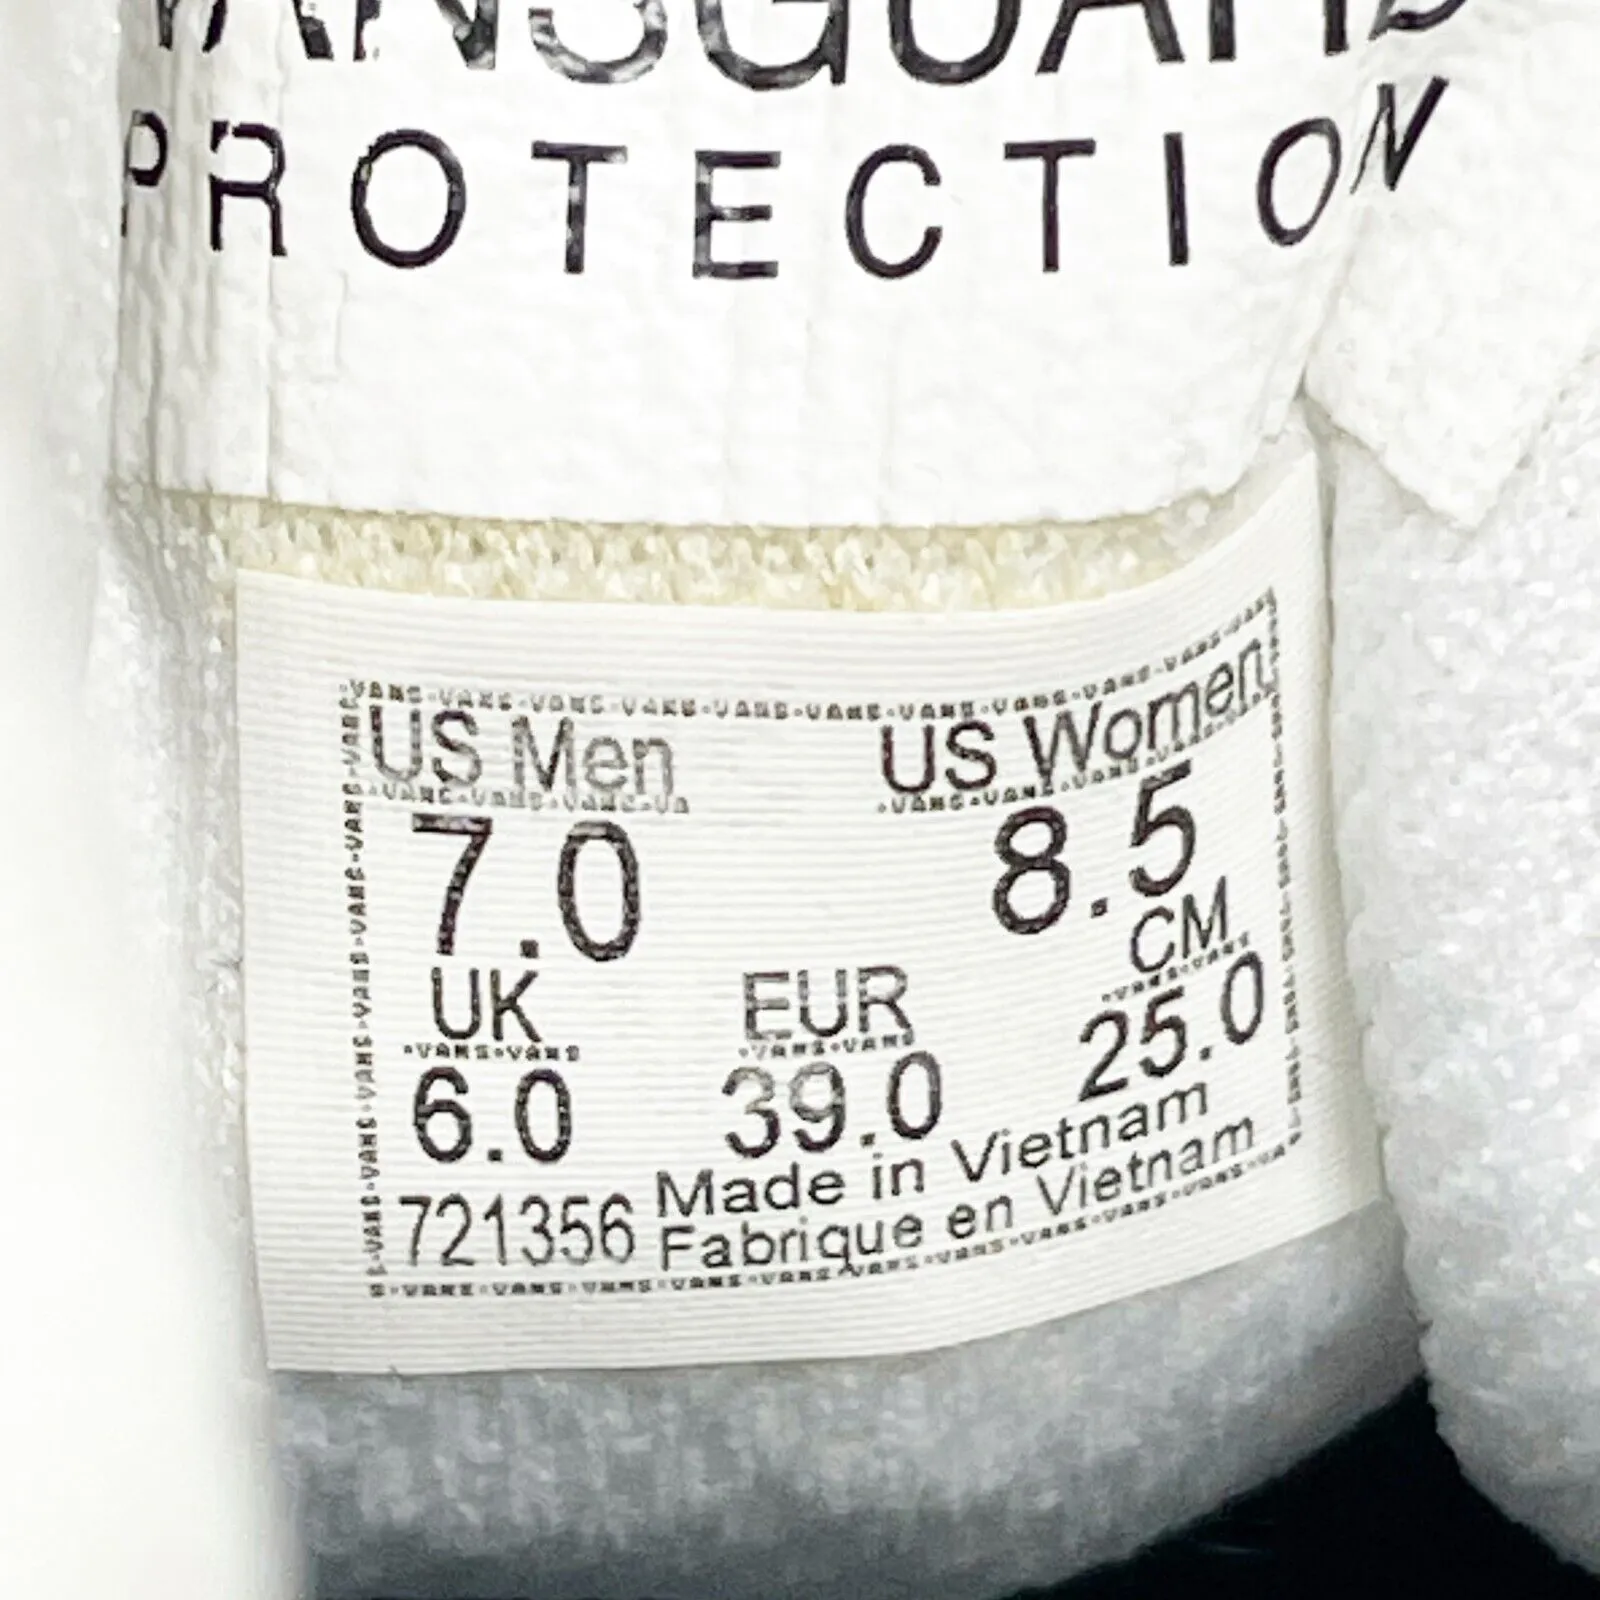 VANSGUARD
PROTECTION
US Men US Women
7.0 8.5
UK EUR CM
6.0 39.0 25.0
721356 Made in Vietnam
Fabrique en Vietnam